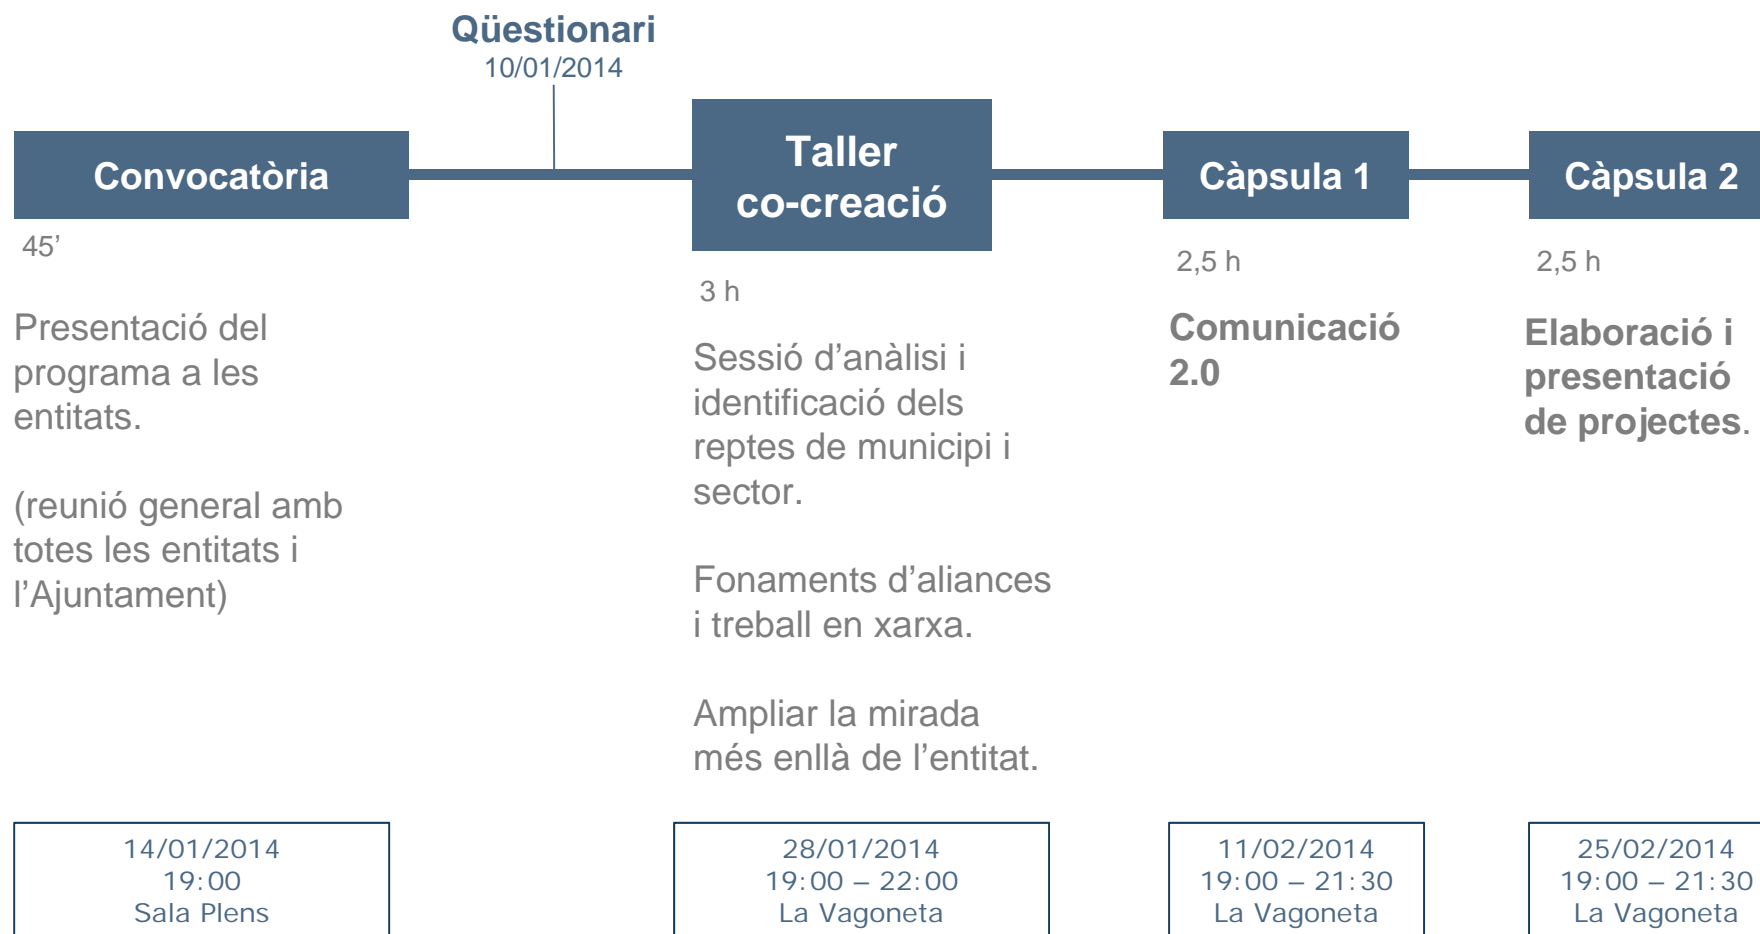 Qüestionari
10/01/2014
Convocatòria
45’
Presentació del
programa a les
entitats.
(reunió general amb
totes les entitats i
l’Ajuntament)
14/01/2014
19:00
Sala Plens
Taller
co-creació
3 h
Sessió d’anàlisi i
identificació dels
reptes de municipi i
sector.
Fonaments d’aliances
i treball en xarxa.
Ampliar la mirada
més enllà de l’entitat.
28/01/2014
19:00 – 22:00
La Vagoneta
Càpsula 1
2,5 h
Comunicació
2.0
11/02/2014
19:00 – 21:30
La Vagoneta
Càpsula 2
2,5 h
Elaboració i
presentació
de projectes.
25/02/2014
19:00 – 21:30
La Vagoneta